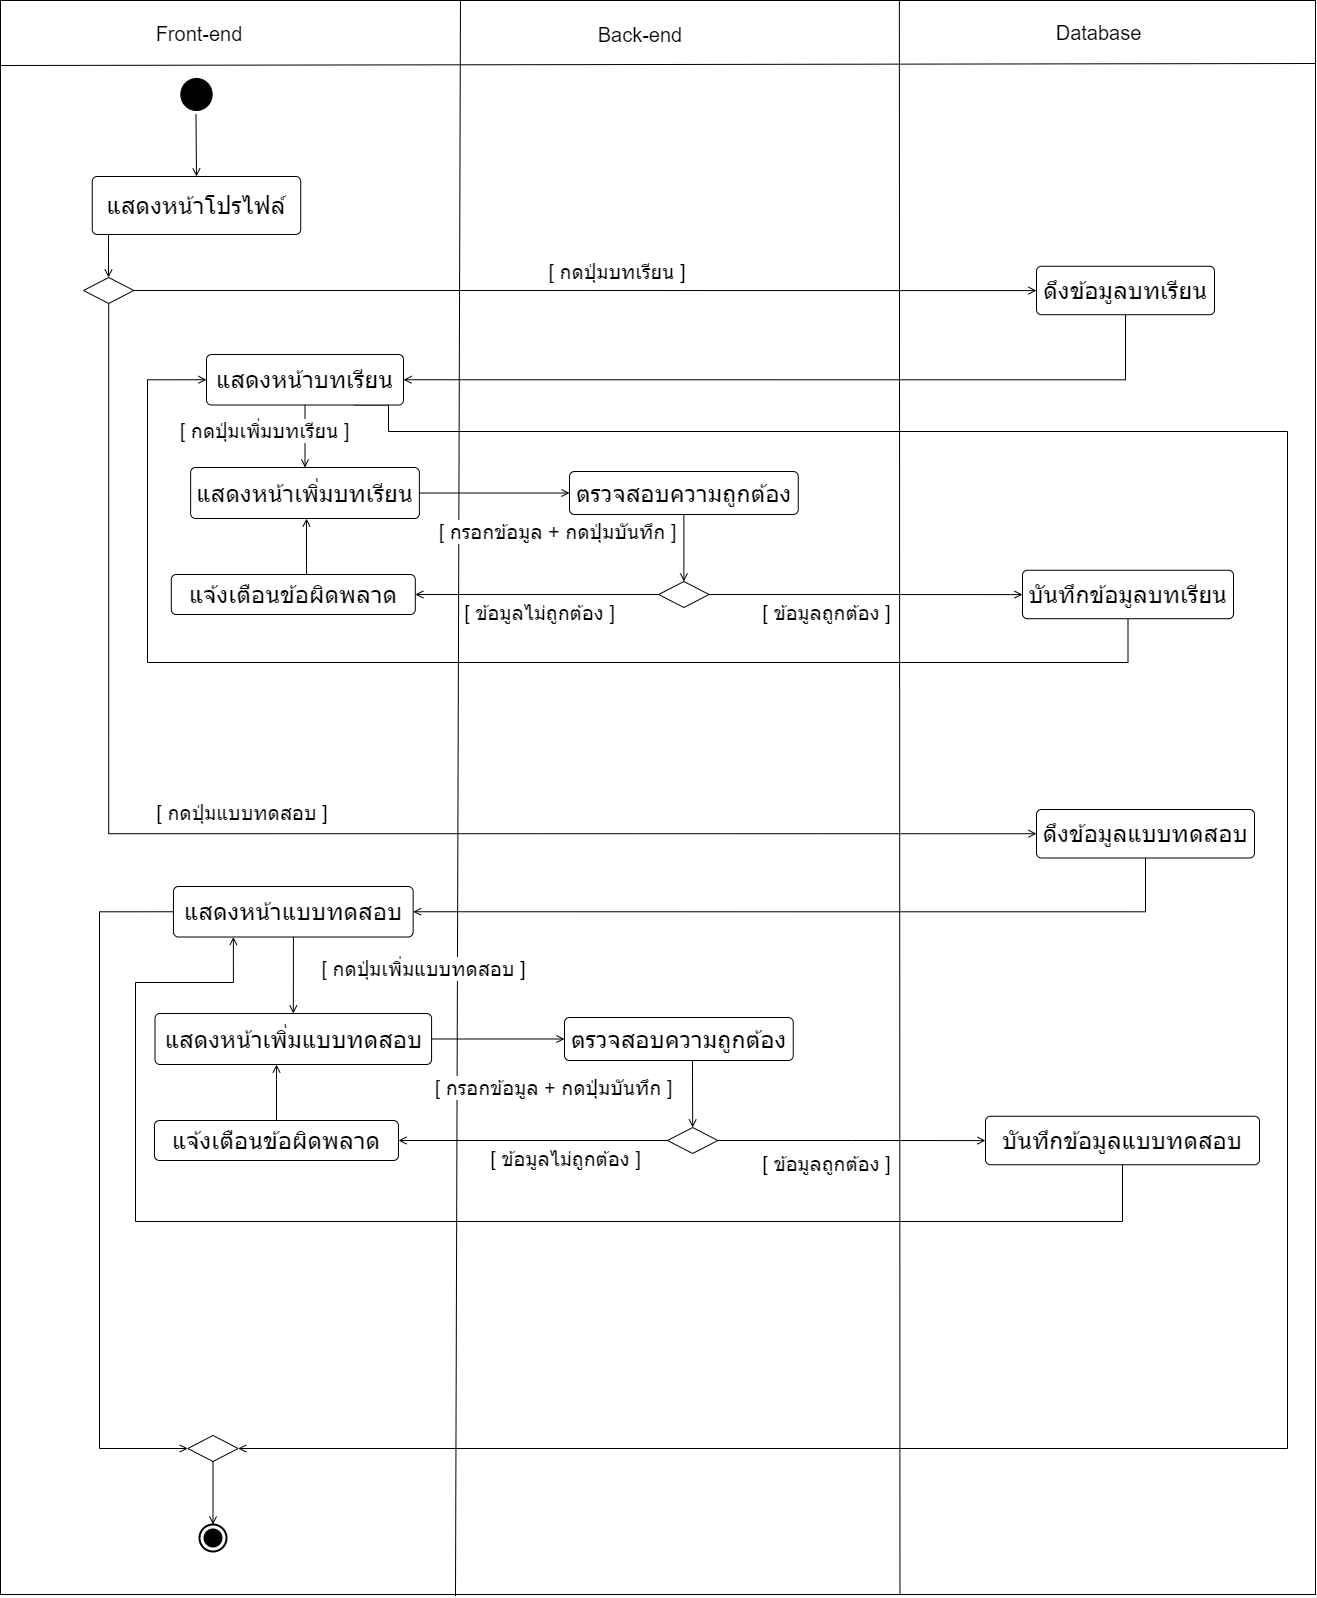 Front-end
Back-end
Database
แสดงหน้าโปรไฟล์
[ กดปุ่มบทเรียน ]
ดึงข้อมูลบทเรียน
แสดงหน้าบทเรียน
[ กดปุ่มเพิ่มบทเรียน ]
แสดงหน้าเพิ่มบทเรียน
ตรวจสอบความถูกต้อง
[ กรอกข้อมูล + กดปุ่มบันทึก ]
แจ้งเตือนข้อผิดพลาด
บันทึกข้อมูลบทเรียน
[ ข้อมูลไม่ถูกต้อง ]
[ ข้อมูลถูกต้อง ]
[ กดปุ่มแบบทดสอบ ]
ดึงข้อมูลแบบทดสอบ
แสดงหน้าแบบทดสอบ
[ กดปุ่มเพิ่มแบบทดสอบ ]
แสดงหน้าเพิ่มแบบทดสอบ
ตรวจสอบความถูกต้อง
[ กรอกข้อมูล + กดปุ่มบันทึก ]
แจ้งเตือนข้อผิดพลาด
บันทึกข้อมูลแบบทดสอบ
[ ข้อมูลไม่ถูกต้อง ]
[ ข้อมูลถูกต้อง ]